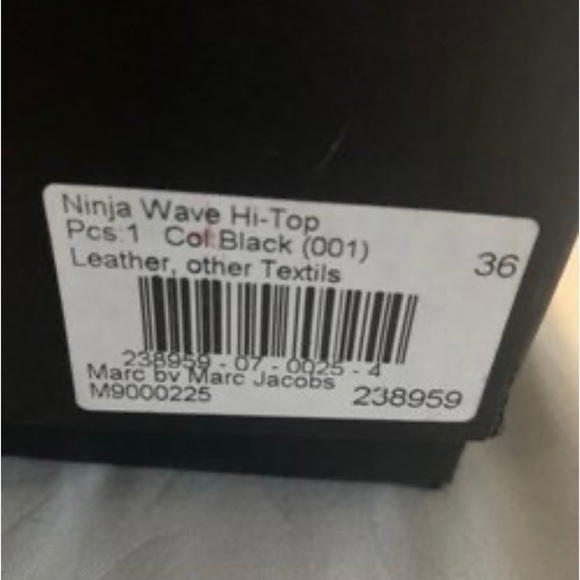 Ninja Wave Hi-Top
Pcs:1 Col:Black (001)
36
Leather, other Textils
238959 - 07 - 0025 - 4
Marc by Marc Jacobs
M9000225
238959